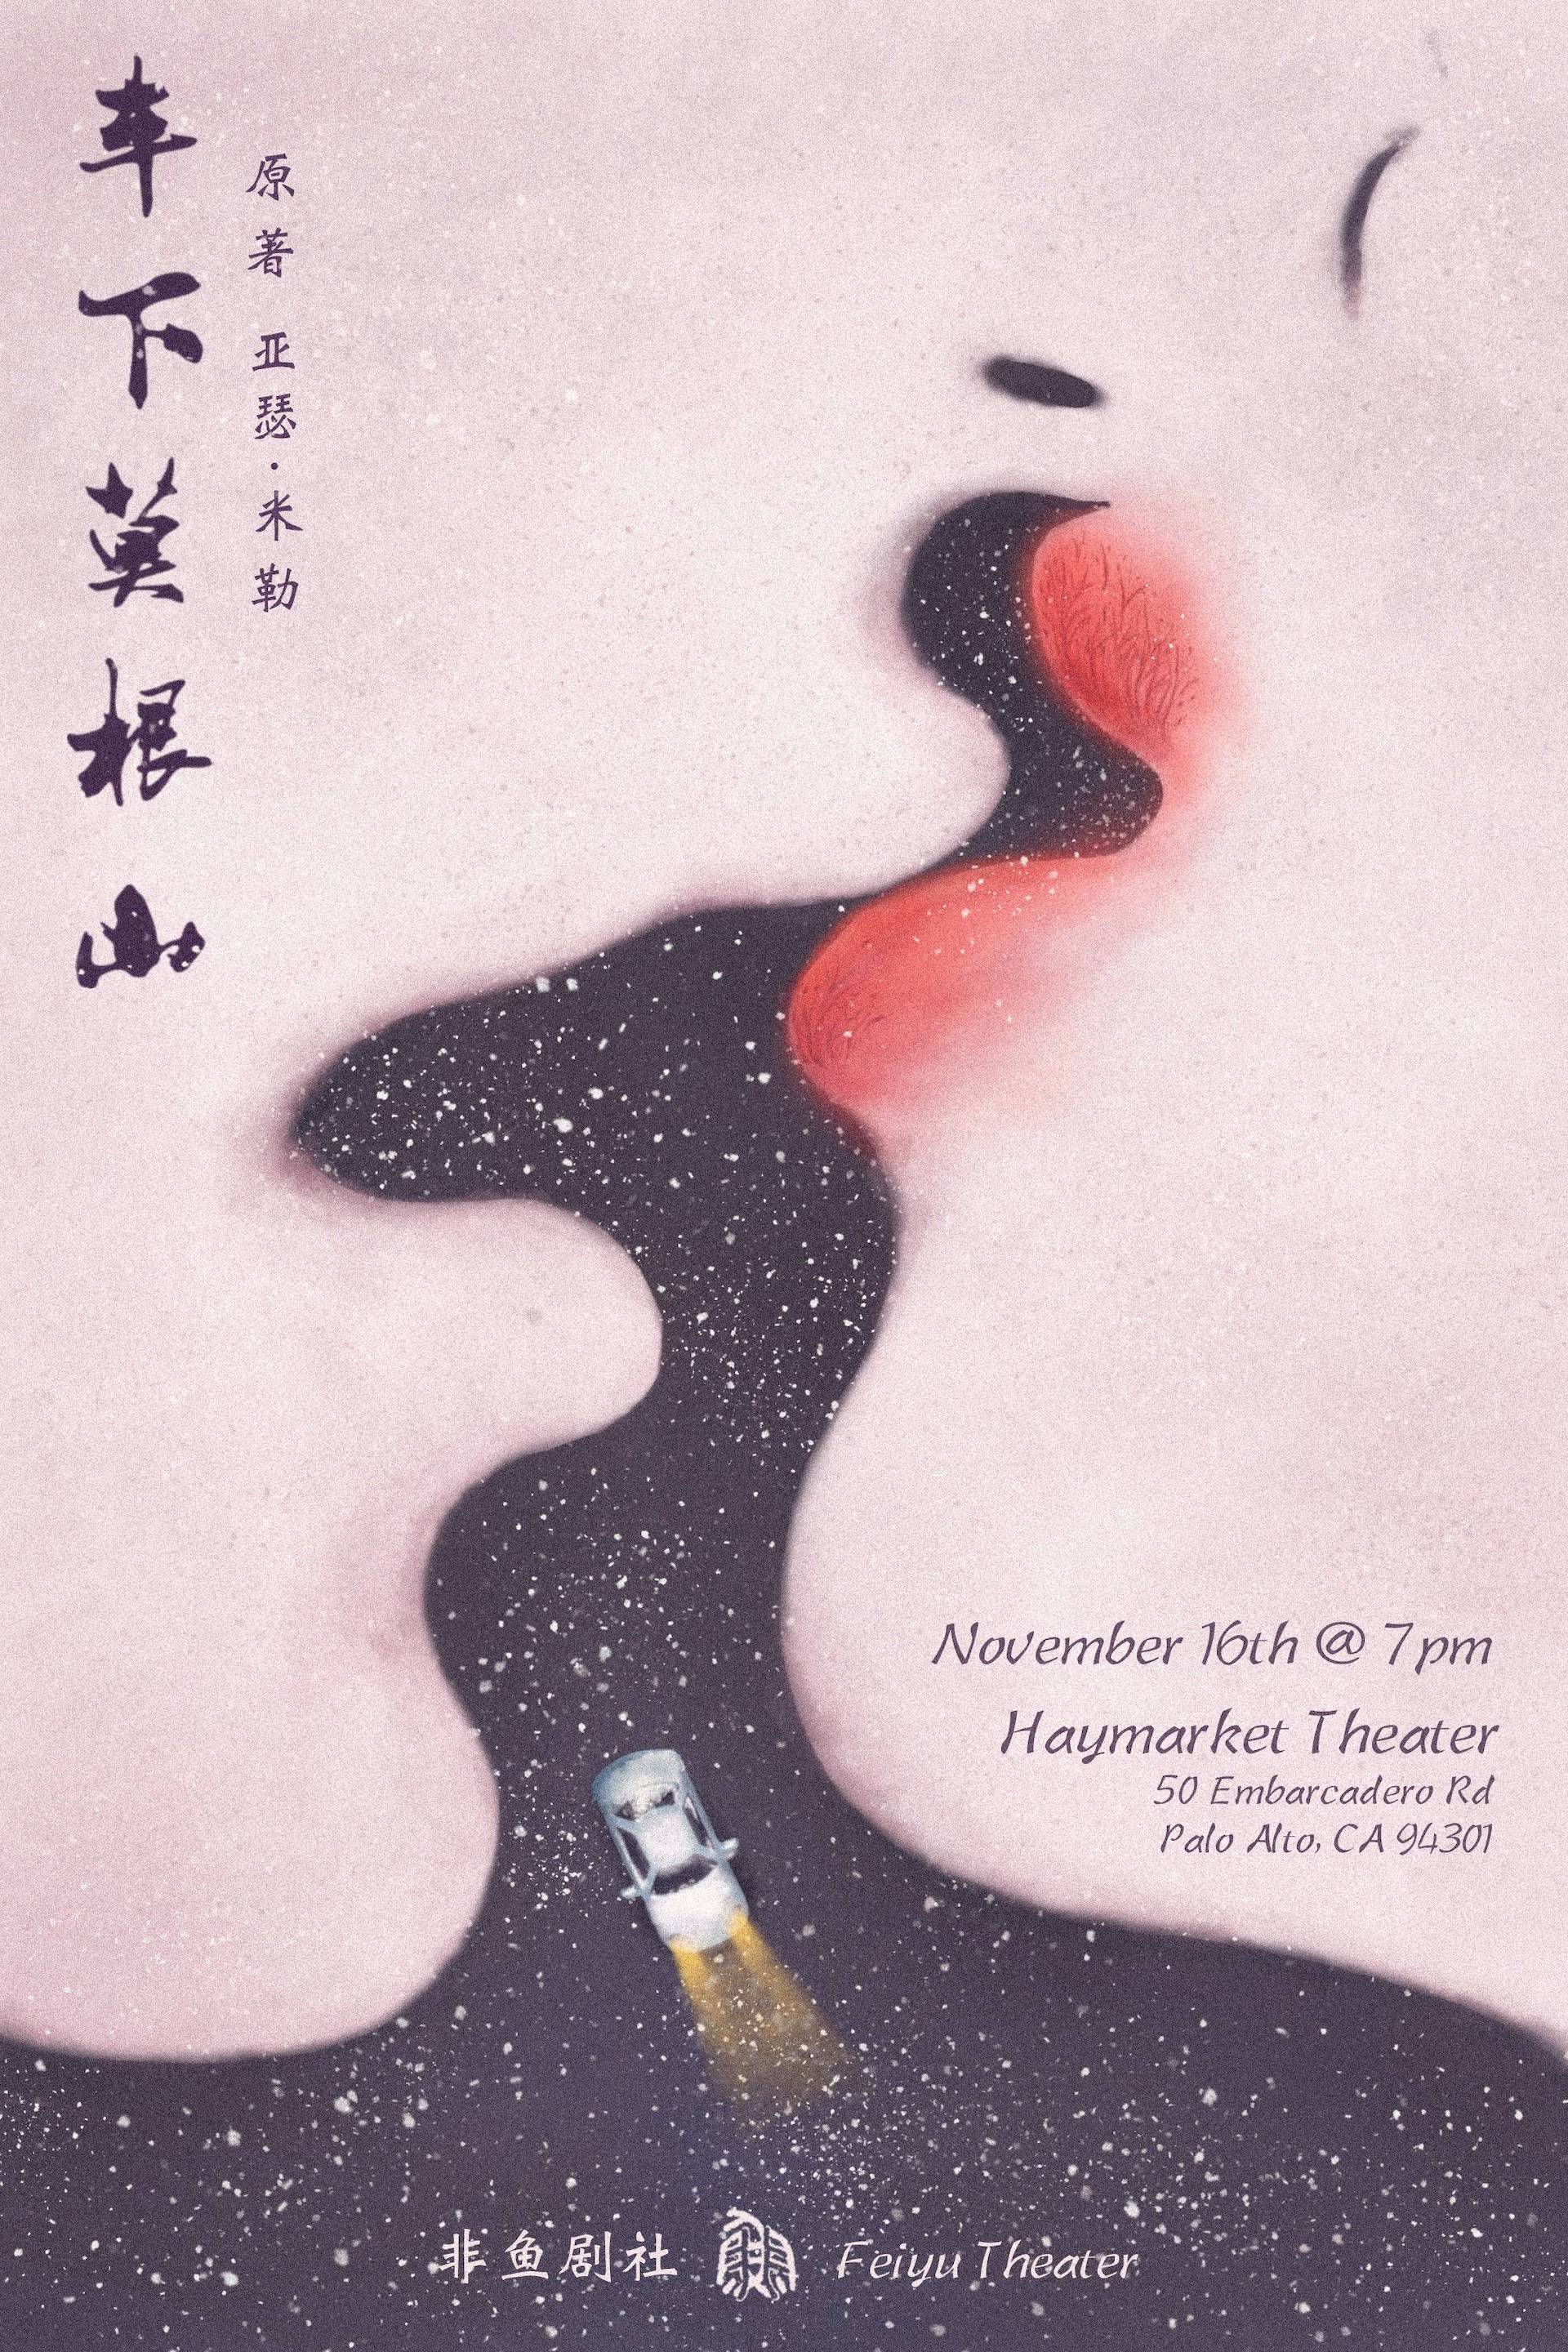 车下莫根山
原著 亚瑟·米勒
November 16th @ 7pm
Haymarket Theater
50 Embarcadero Rd
Palo Alto, CA 94301
非鱼剧社 Feiyu Theater